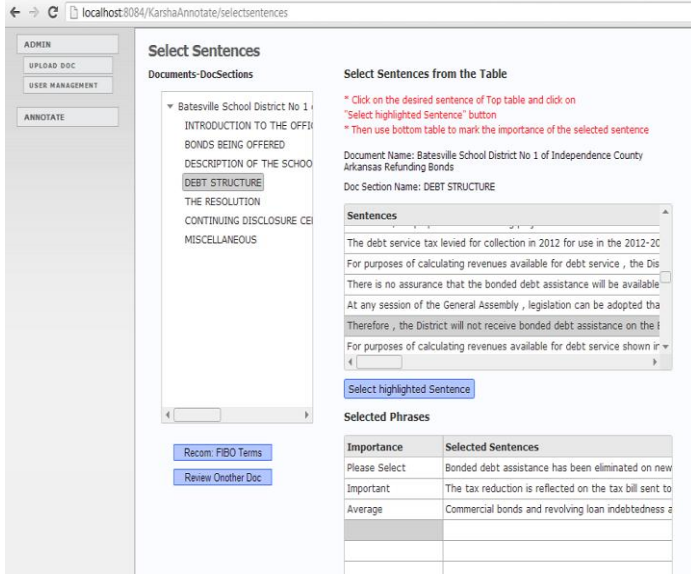 localhost:8084/KarshaAnnotate/selectsentences
ADMIN
UPLOAD DOC
USER MANAGEMENT
ANNOTATE
Select Sentences
Documents-DocSections
Batesville School District No 1
INTRODUCTION TO THE OFFI
BONDS BEING OFFERED
DESCRIPTION OF THE SCHOO
DEBT STRUCTURE
THE RESOLUTION
CONTINUING DISCLOSURE CE
MISCELLANEOUS
Recom: FIBO Terms
Review Onother Doc
Select Sentences from the Table
* Click on the desired sentence of Top table and click on
"Select highlighted Sentence" button
* Then use bottom table to mark the importance of the selected sentence
Document Name: Batesville School District No 1 of Independence County
Arkansas Refunding Bonds
Doc Section Name: DEBT STRUCTURE
Sentences
The debt service tax levied for collection in 2012 for use in the 2012-20
For purposes of calculating revenues available for debt service , the Dis
There is no assurance that the bonded debt assistance will be available
At any session of the General Assembly , legislation can be adopted tha
Therefore , the District will not receive bonded debt assistance on the
For purposes of calculating revenues available for debt service shown in
Select highlighted Sentence
Selected Phrases
Importance Selected Sentences
Please Select Bonded debt assistance has been eliminated on new
Important The tax reduction is reflected on the tax bill sent to
Average Commercial bonds and revolving loan indebtedness a